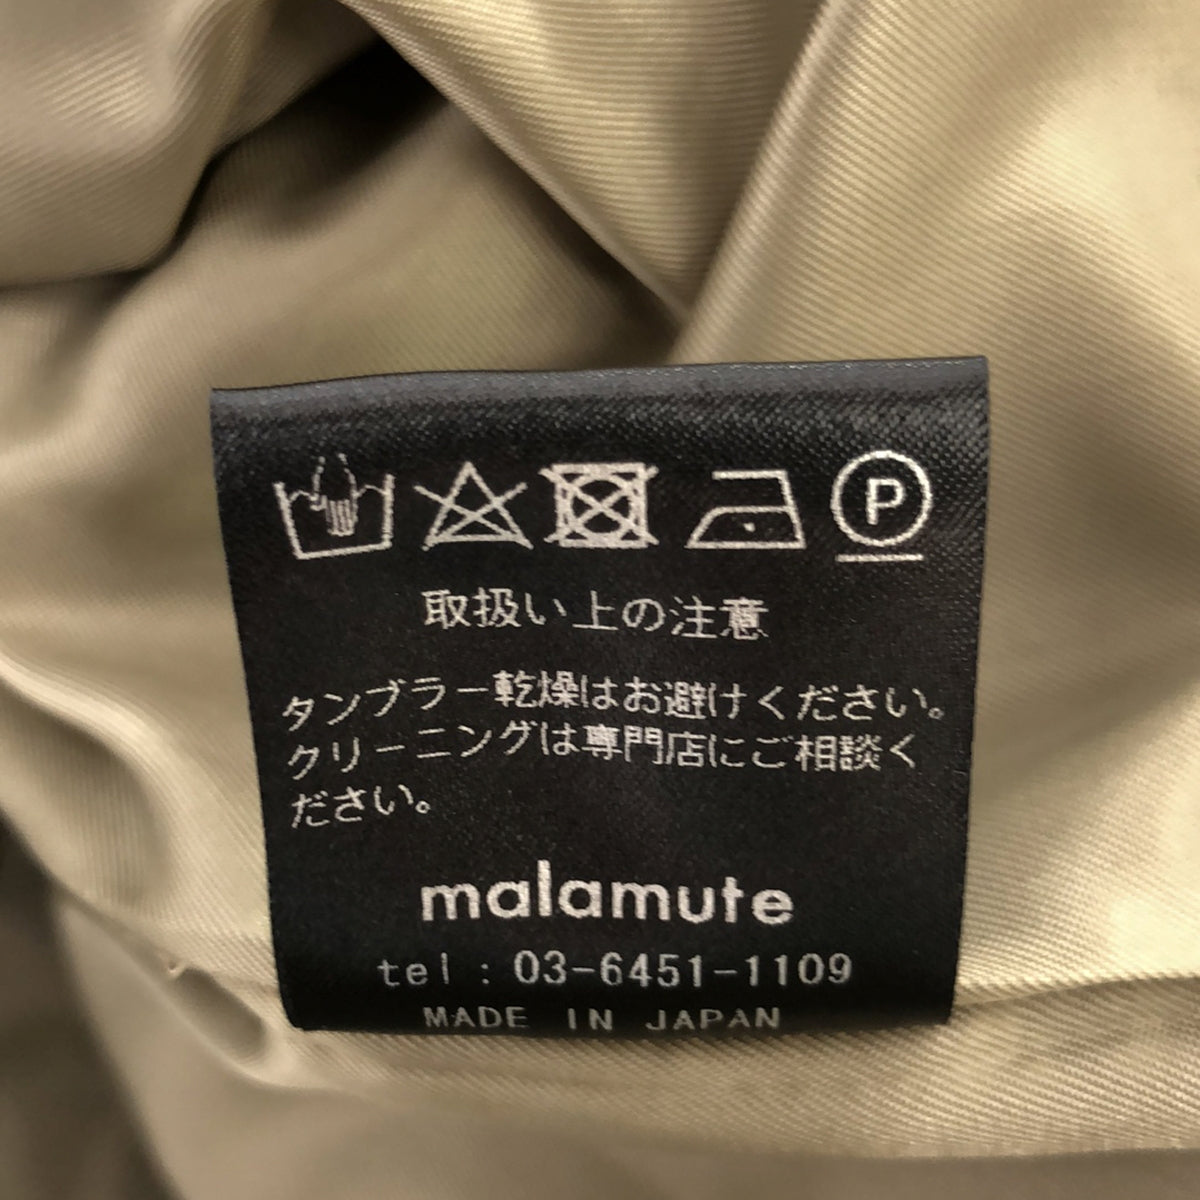 P
取扱い上の注意
タンブラー乾燥はお避けください。
クリーニングは専門店にご相談く
ださい。
malamute
tel : 03-6451-1109
MADE IN JAPAN